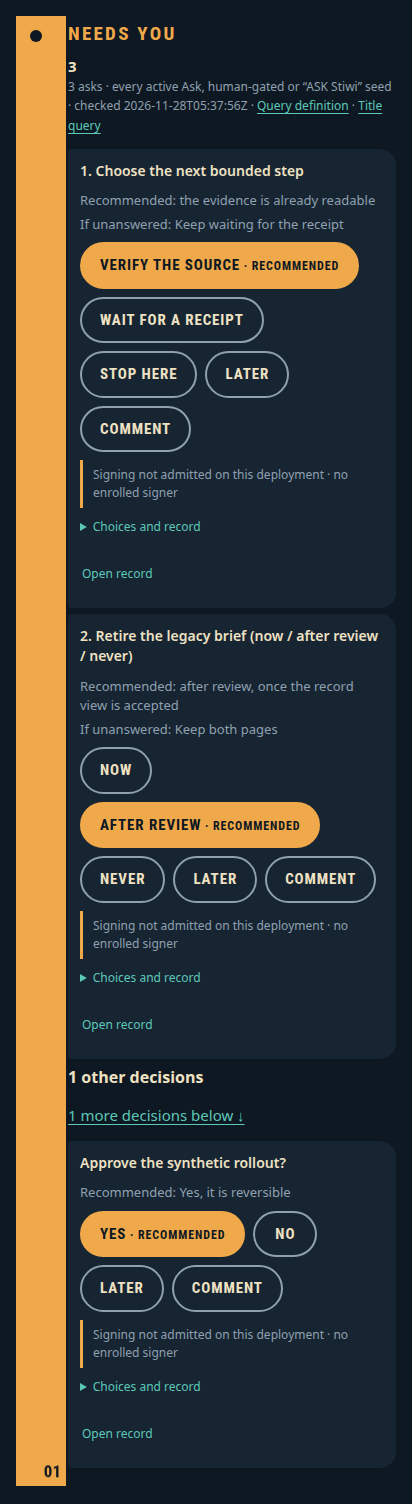 NEEDS YOU
3
3 asks · every active Ask, human-gated or “ASK Stiwi” seed
· checked 2026-11-28T05:37:56Z · Query definition · Title
query
1. Choose the next bounded step
Recommended: the evidence is already readable
If unanswered: Keep waiting for the receipt
VERIFY THE SOURCE · RECOMMENDED
WAIT FOR A RECEIPT
STOP HERE LATER
COMMENT
Signing not admitted on this deployment · no
enrolled signer
▶ Choices and record
Open record
2. Retire the legacy brief (now / after review
/ never)
Recommended: after review, once the record
view is accepted
If unanswered: Keep both pages
NOW
AFTER REVIEW · RECOMMENDED
NEVER LATER COMMENT
Signing not admitted on this deployment · no
enrolled signer
▶ Choices and record
Open record
1 other decisions
1 more decisions below ↓
Approve the synthetic rollout?
Recommended: Yes, it is reversible
YES · RECOMMENDED NO
LATER COMMENT
Signing not admitted on this deployment · no
enrolled signer
▶ Choices and record
Open record
01